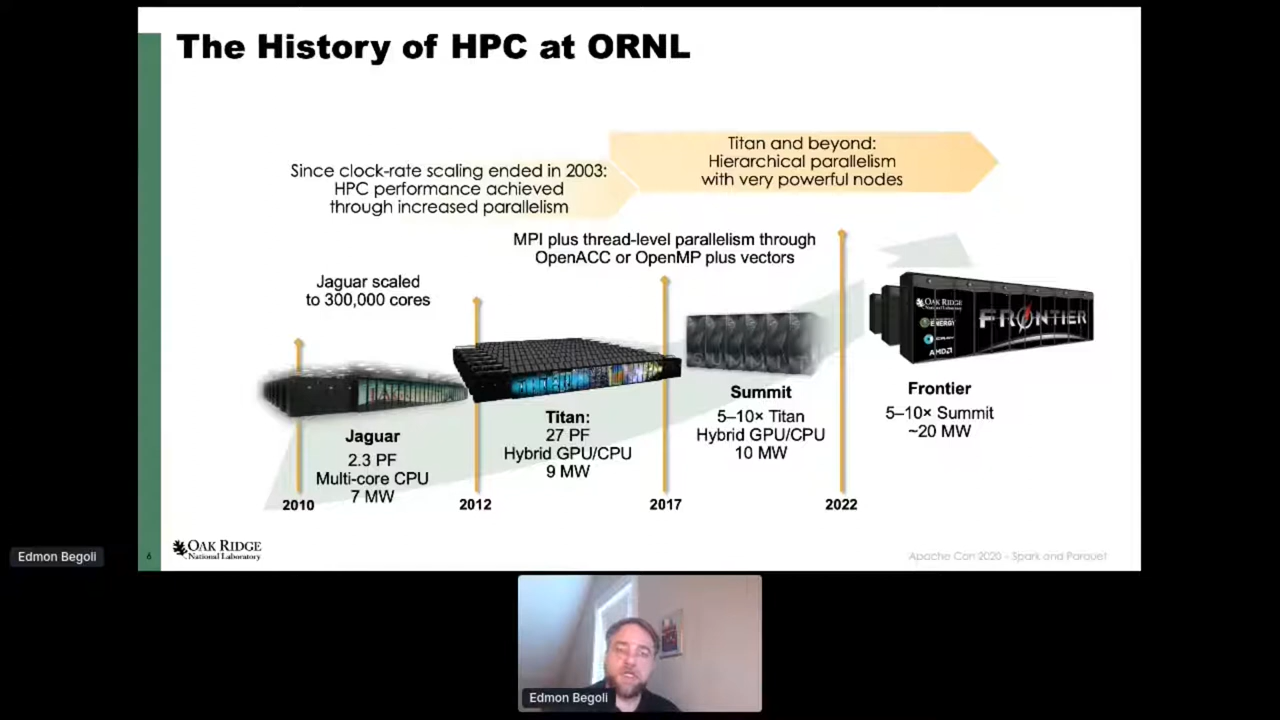 The History of HPC at ORNL
Titan and beyond:
Hierarchical parallelism
with very powerful nodes
Since clock-rate scaling ended in 2003:
HPC performance achieved
through increased parallelism
MPI plus thread-level parallelism through
OpenACC or OpenMP plus vectors
Jaguar scaled
to 300,000 cores
OAK RIDGE
National Laboratory
ENERGY
CRAY
AMD
FRONTIER
Jaguar
2.3 PF
Multi-core CPU
7 MW
Titan:
27 PF
Hybrid GPU/CPU
9 MW
Summit
5–10× Titan
Hybrid GPU/CPU
10 MW
Frontier
5–10× Summit
~20 MW
2010
2012
2017
2022
Edmon Begoli
6
OAK RIDGE
National Laboratory
Apache Con 2020 - Spark and Parquet
Edmon Begoli